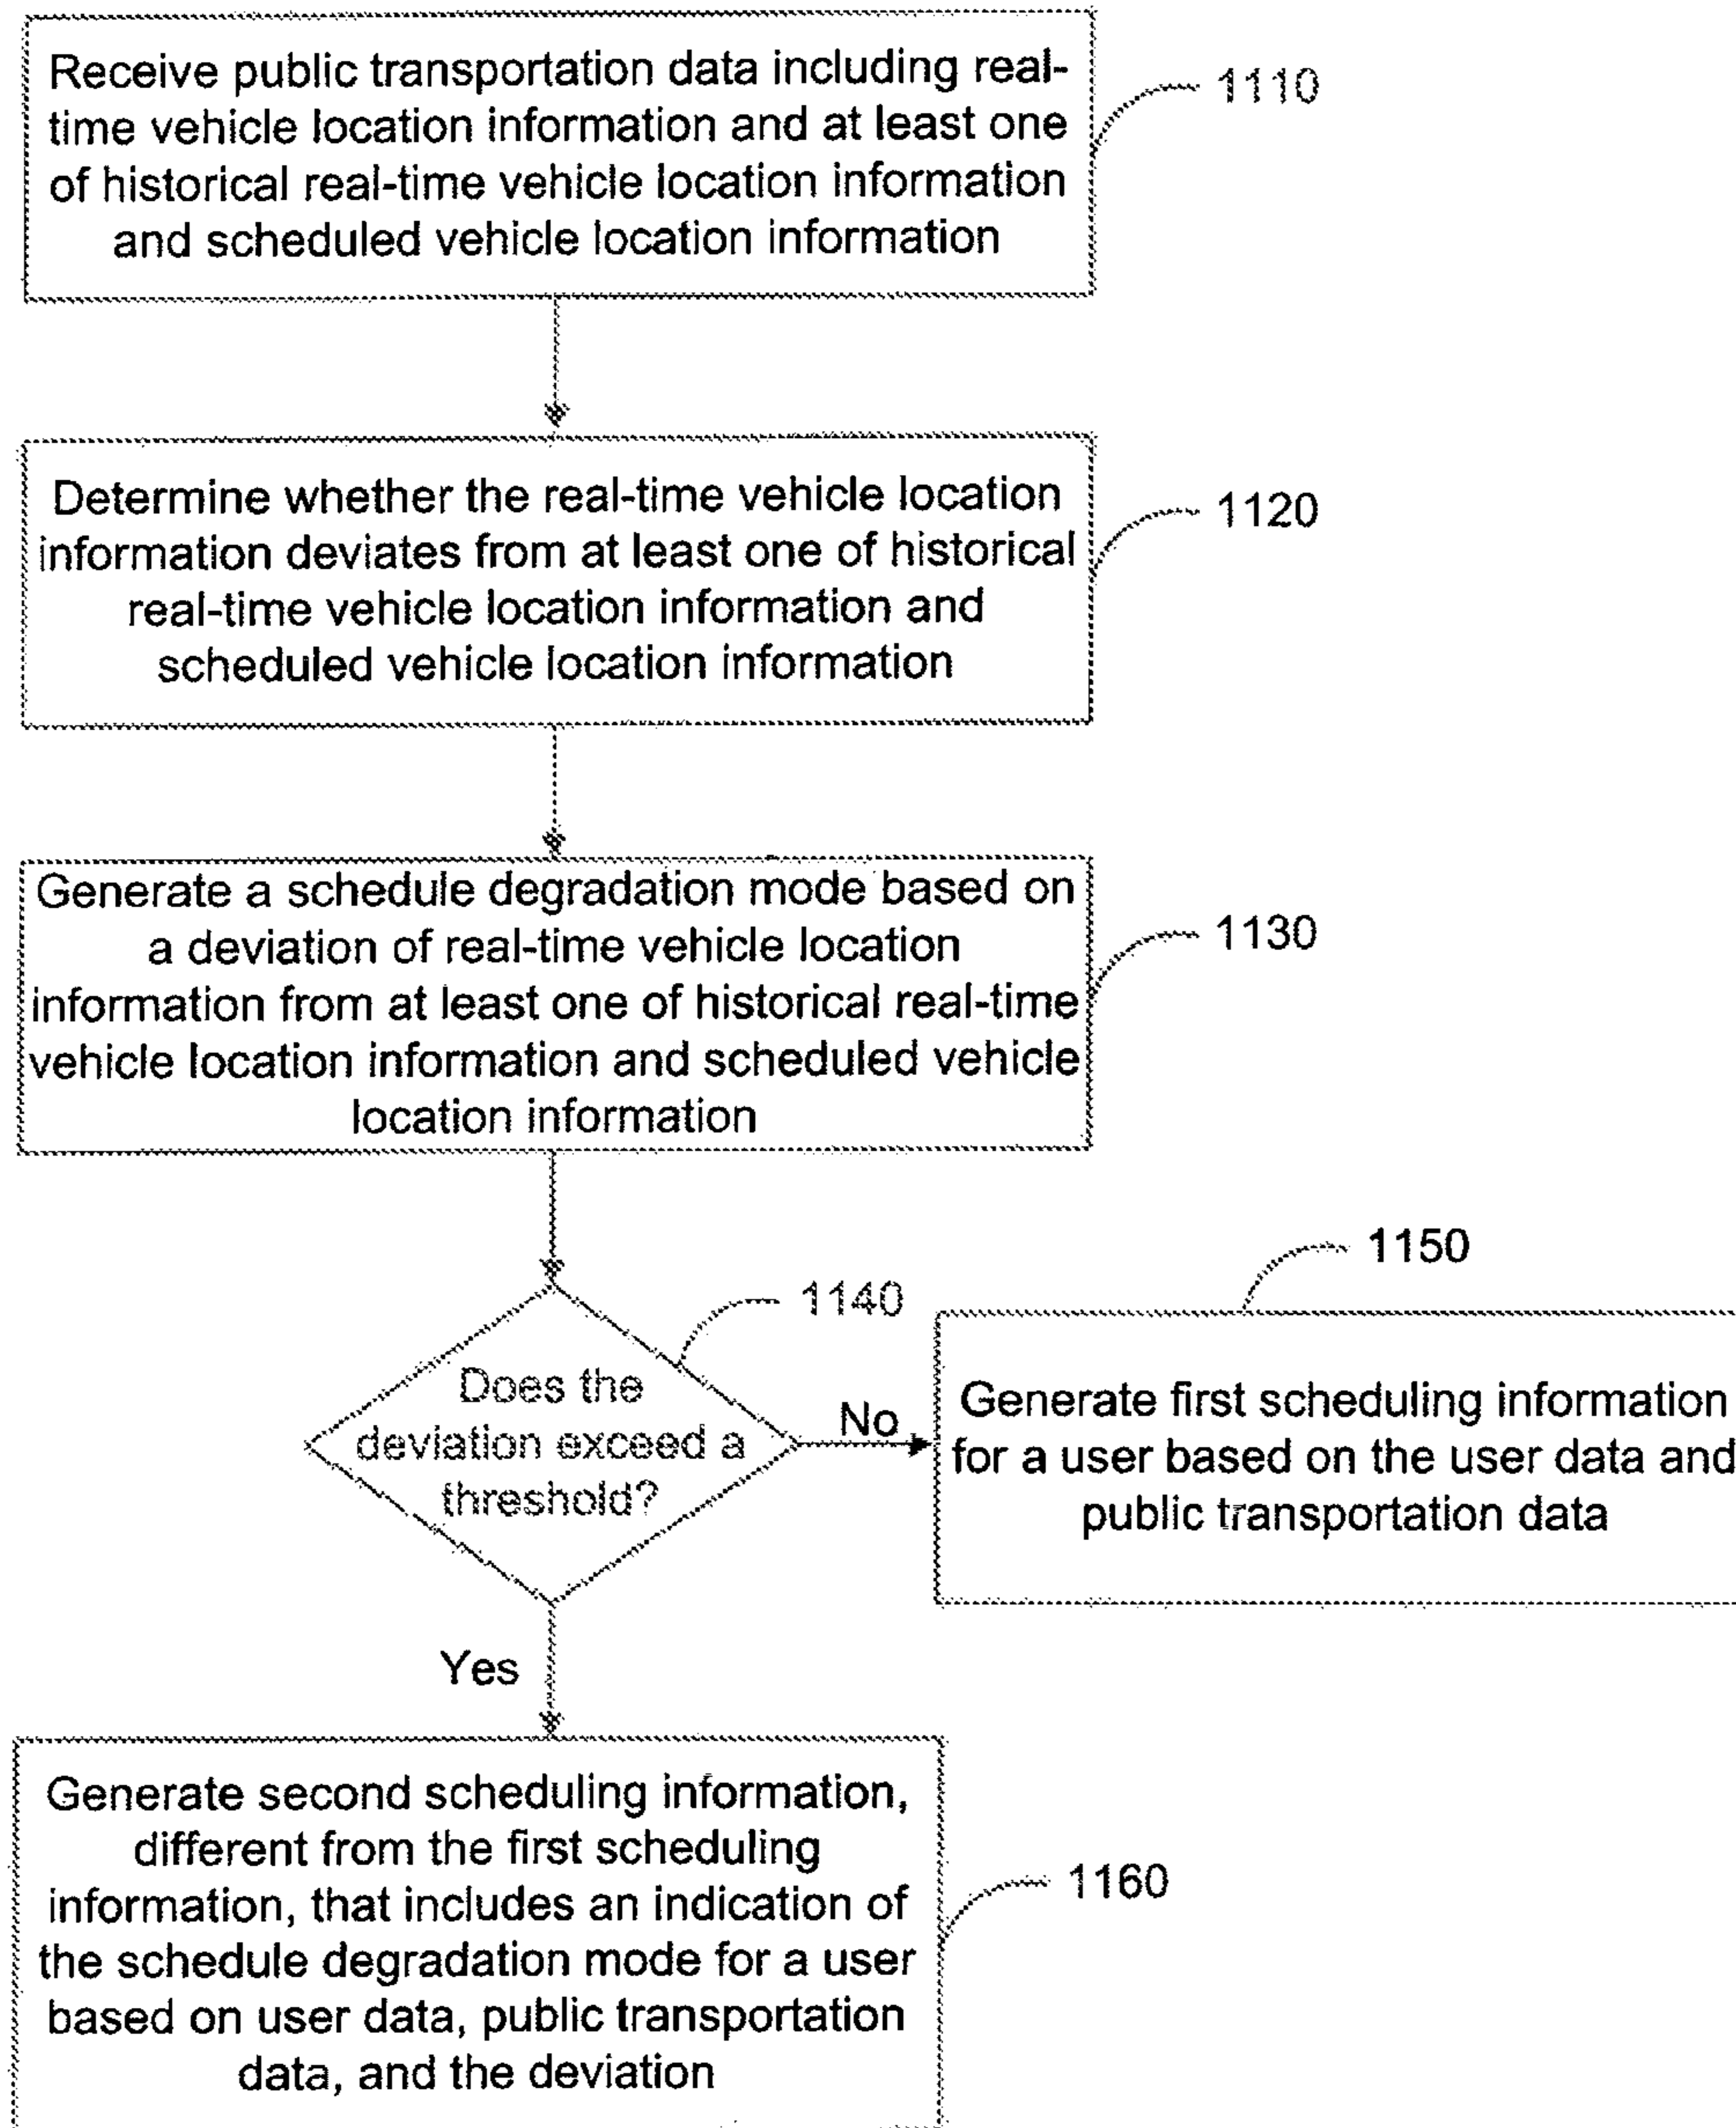 Receive public transportation data including real-
time vehicle location information and at least one
of historical real-time vehicle location information
and scheduled vehicle location information
1110
Determine whether the real-time vehicle location
information deviates from at least one of historical
real-time vehicle location information and
scheduled vehicle location information
1120
Generate a schedule degradation mode based on
a deviation of real-time vehicle location
information from at least one of historical real-time
vehicle location information and scheduled vehicle
location information
1130
1140
Does the
deviation exceed a
threshold?
No
1150
Generate first scheduling information
for a user based on the user data and
public transportation data
Yes
Generate second scheduling information,
different from the first scheduling
information, that includes an indication of
the schedule degradation mode for a user
based on user data, public transportation
data, and the deviation
1160